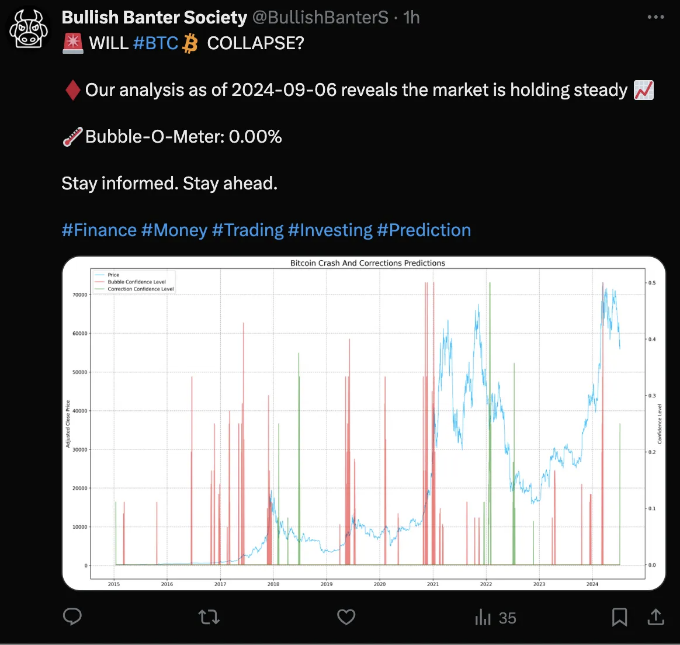 Bullish Banter Society @BullishBanterS · 1h
🚨 WILL #BTC COLLAPSE?
♦️ Our analysis as of 2024-09-06 reveals the market is holding steady 📈
🌡️ Bubble-O-Meter: 0.00%
Stay informed. Stay ahead.
#Finance #Money #Trading #Investing #Prediction
Bitcoin Crash And Corrections Predictions
Price
Bubble Confidence Level
Correction Confidence Level
70000
60000
50000
40000
30000
20000
10000
0
Adjusted Close Price
0.5
0.4
0.3
0.2
0.1
0.0
Confidence Level
2015 2016 2017 2018 2019 2020 2021 2022 2023 2024
35